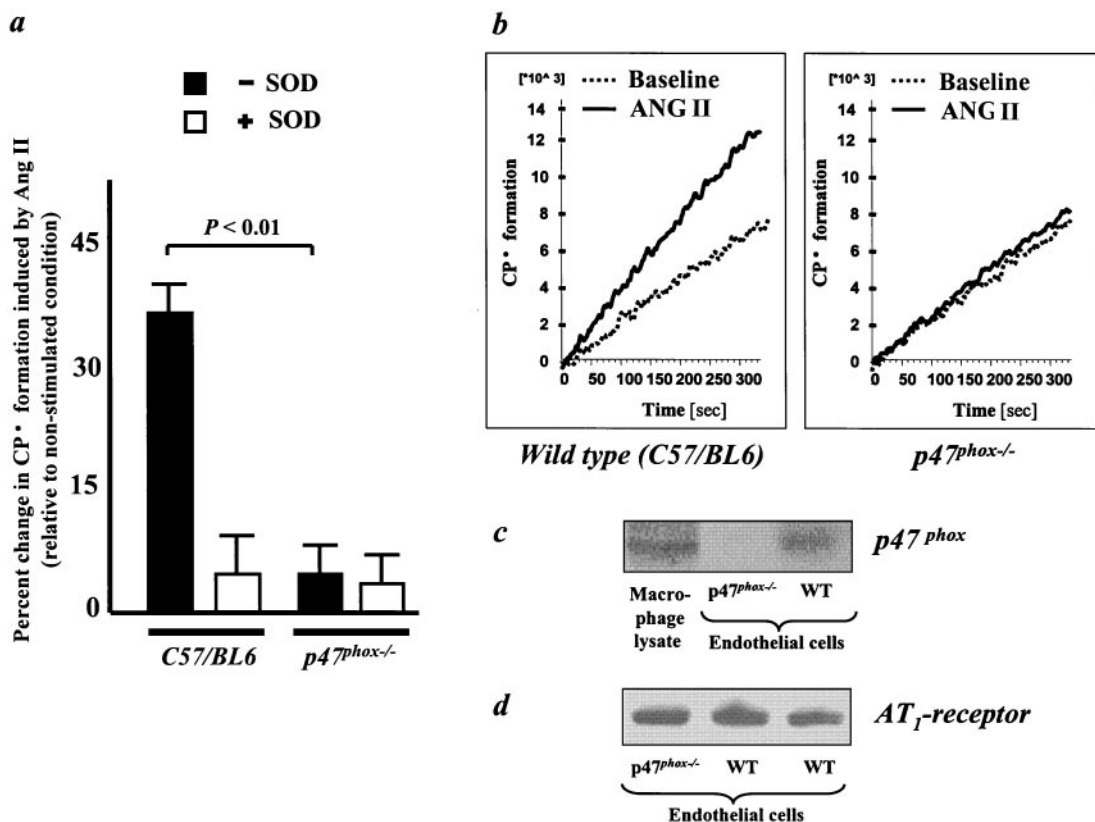 a
− SOD
+ SOD
Percent change in CP• formation induced by Ang II
(relative to non-stimulated condition)
45
30
15
0
P < 0.01
C57/BL6
p47phox-/-
b
[*10^ 3]
Baseline
ANG II
14
12
10
8
6
4
2
0
CP• formation
0 50 100 150 200 250 300
Time [sec]
Wild type (C57/BL6)
[*10^ 3]
Baseline
ANG II
14
12
10
8
6
4
2
0
CP• formation
0 50 100 150 200 250 300
Time [sec]
p47phox-/-
c
p47 phox
Macro-
phage
lysate
p47phox-/- WT
Endothelial cells
d
AT1-receptor
p47phox-/- WT WT
Endothelial cells